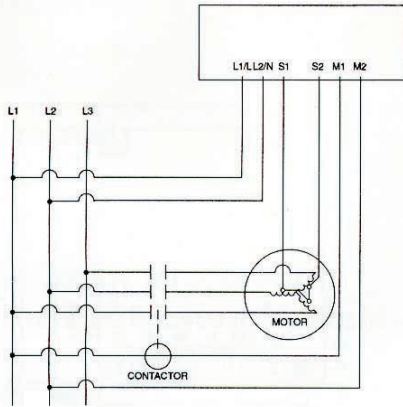 L1/L L2/N S1 S2 M1 M2
L1 L2 L3
MOTOR
CONTACTOR